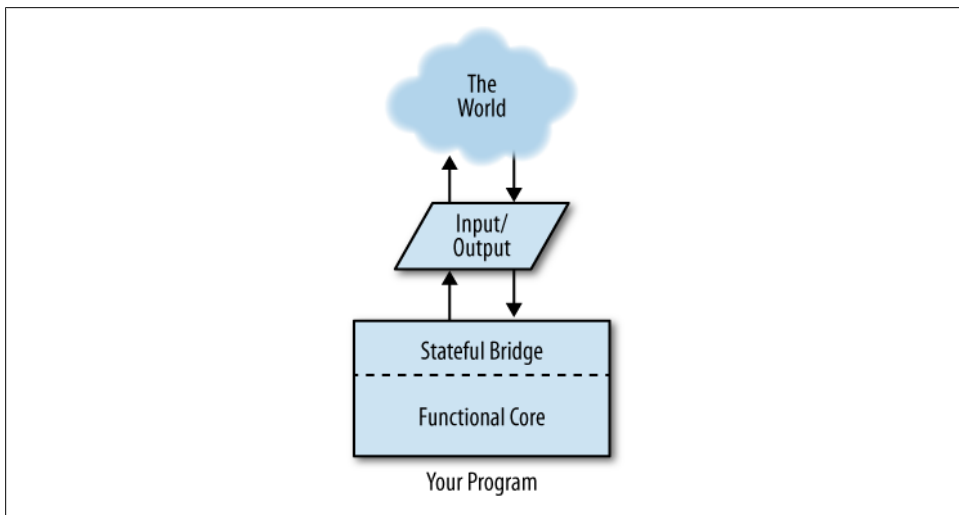 The
World
Input/
Output
Stateful Bridge
Functional Core
Your Program